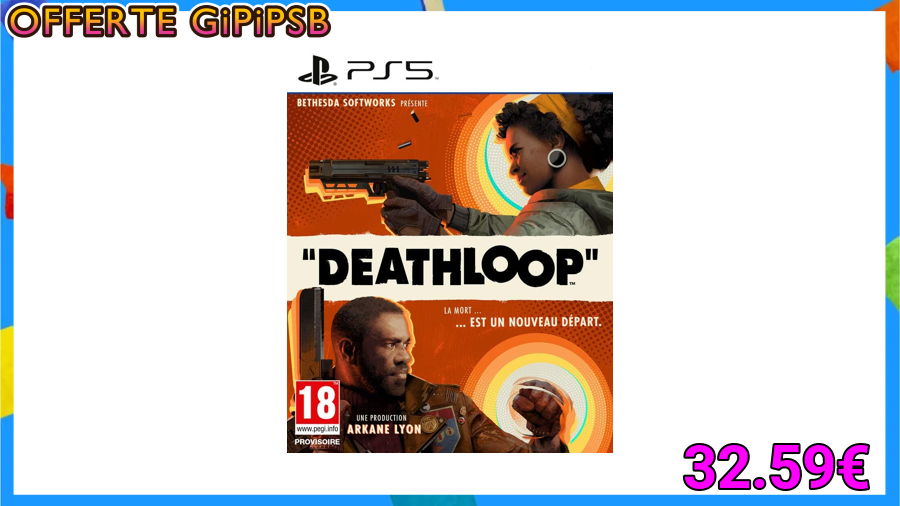 OFFERTE GiPiPSB
PS5
BETHESDA SOFTWORKS PRÉSENTE
"DEATHLOOP"
TM
LA MORT ...
... EST UN NOUVEAU DÉPART.
18
www.pegi.info
PROVISOIRE
UNE PRODUCTION
ARKANE LYON
32.59€